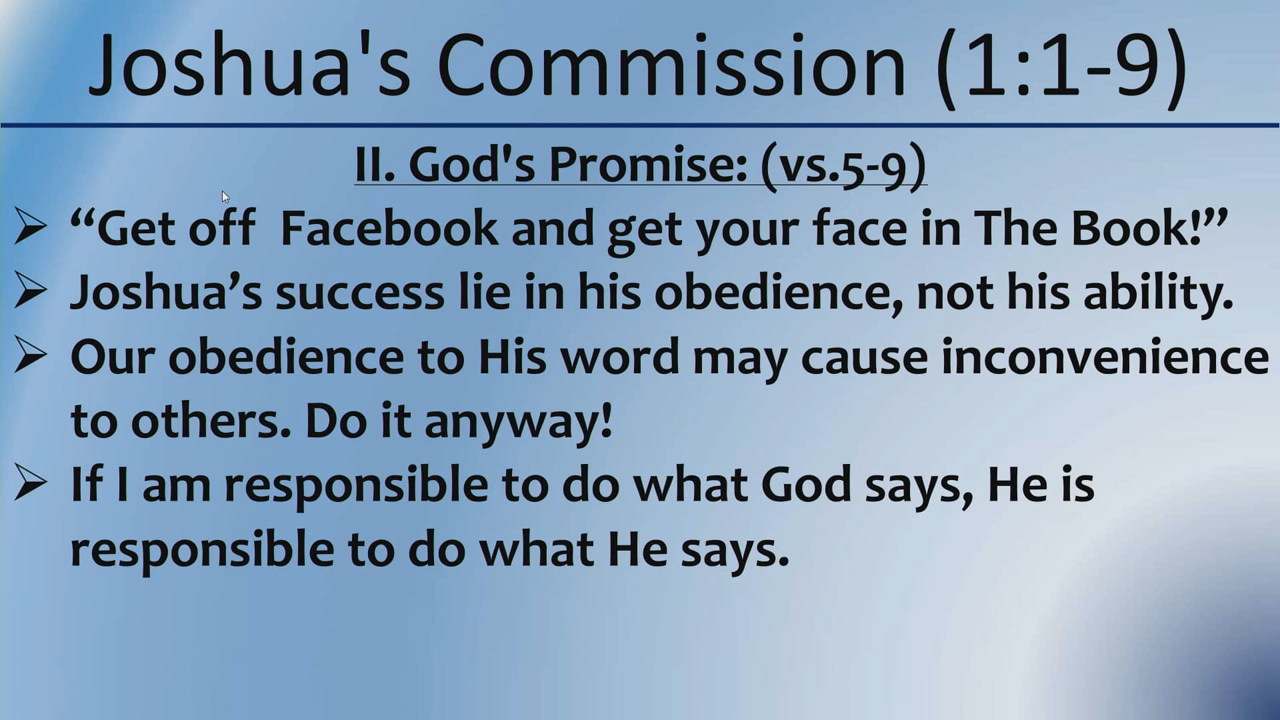 Joshua's Commission (1:1-9)
II. God's Promise: (vs.5-9)
“Get off  Facebook and get your face in The Book!”
Joshua’s success lie in his obedience, not his ability.
Our obedience to His word may cause inconvenience
to others. Do it anyway!
If I am responsible to do what God says, He is
responsible to do what He says.